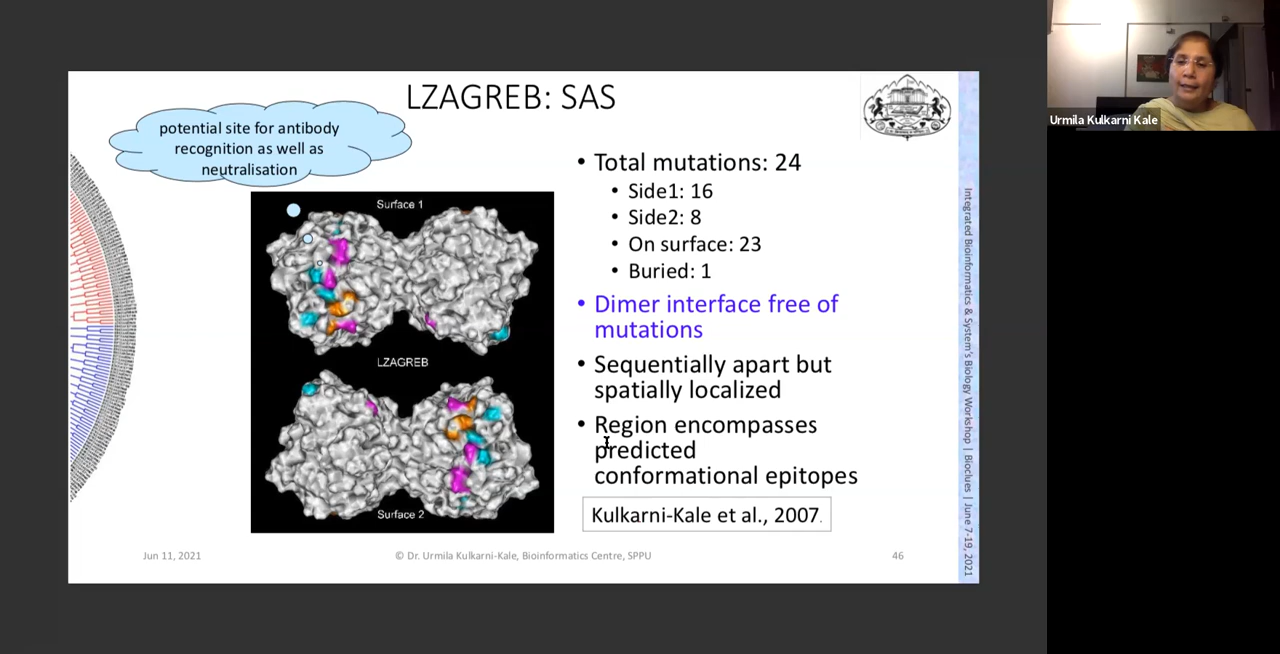 LZAGREB: SAS
potential site for antibody
recognition as well as
neutralisation
Surface 1
LZAGREB
Surface 2
• Total mutations: 24
• Side1: 16
• Side2: 8
• On surface: 23
• Buried: 1
• Dimer interface free of
mutations
• Sequentially apart but
spatially localized
• Region encompasses
predicted
conformational epitopes
Kulkarni-Kale et al., 2007.
Jun 11, 2021
© Dr. Urmila Kulkarni-Kale, Bioinformatics Centre, SPPU
46
Integrated Bioinformatics & System's Biology Workshop | Bioclues | June 7-19, 2021
Urmila Kulkarni Kale